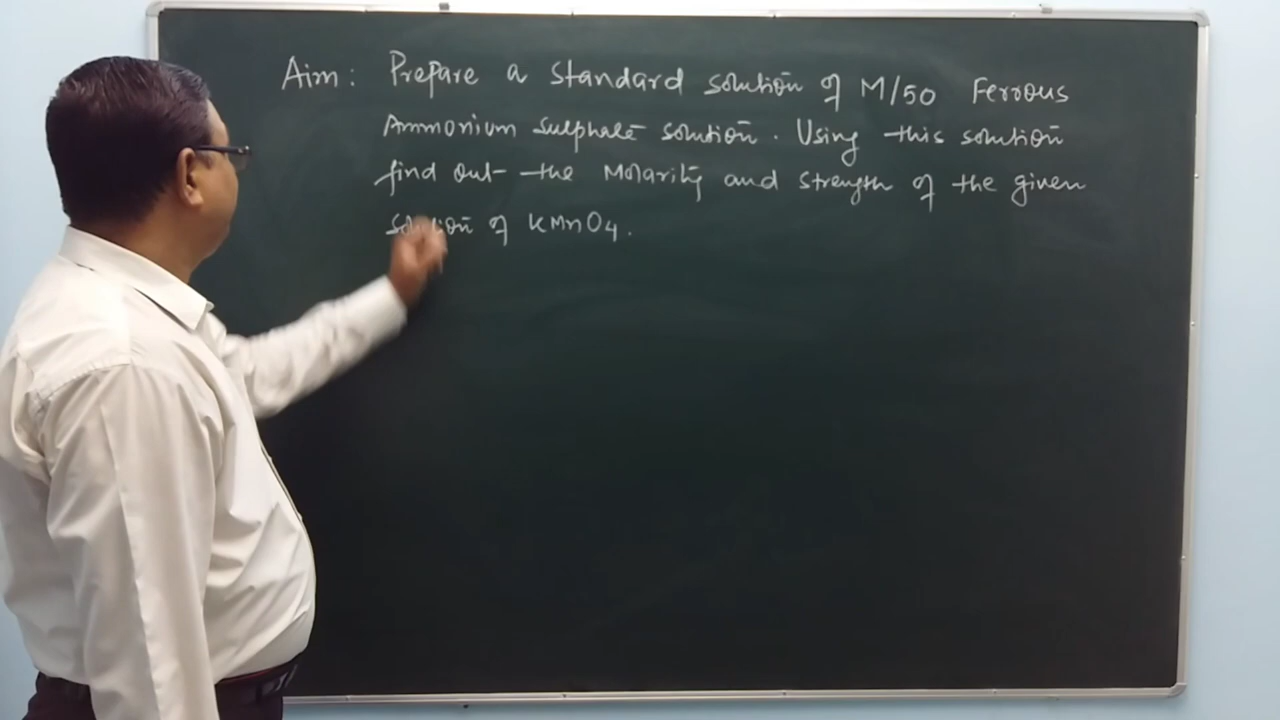 Aim: Prepare a Standard solution of M/50 Ferrous
Ammonium Sulphate solution. Using this solution
find out the Molarity and strength of the given
solution of KMnO4.